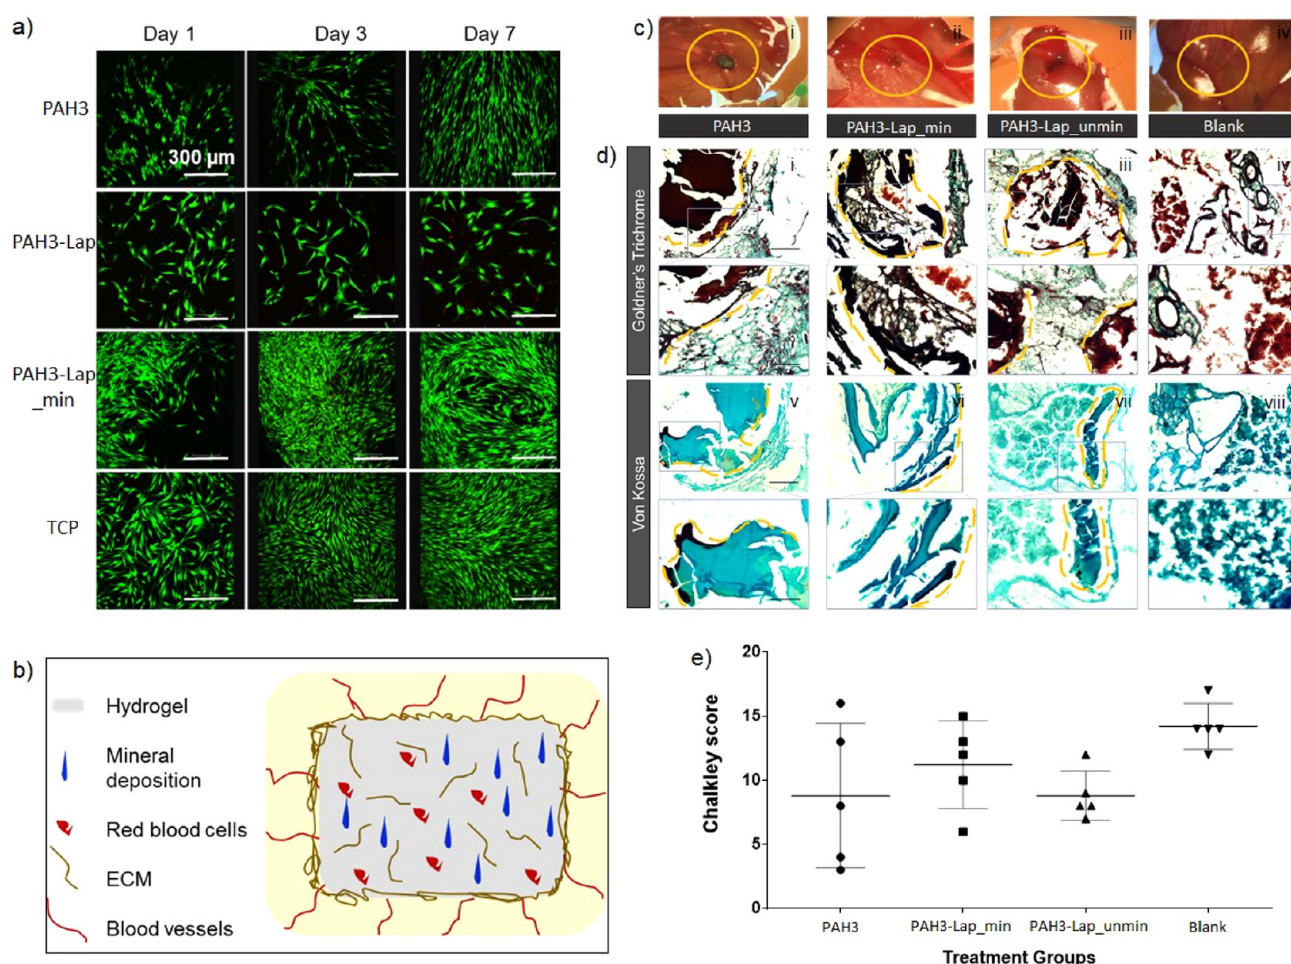 a)
Day 1
Day 3
Day 7
PAH3
300 µm
PAH3-Lap
PAH3-Lap
_min
TCP
b)
Hydrogel
Mineral
deposition
Red blood cells
ECM
Blood vessels
c)
i
ii
iii
iv
PAH3
PAH3-Lap_min
PAH3-Lap_unmin
Blank
d)
Goldner's Trichrome
i
ii
iii
iv
Von Kossa
v
vi
vii
viii
e)
Chalkley score
20
15
10
5
0
PAH3
PAH3-Lap_min
PAH3-Lap_unmin
Blank
Treatment Groups